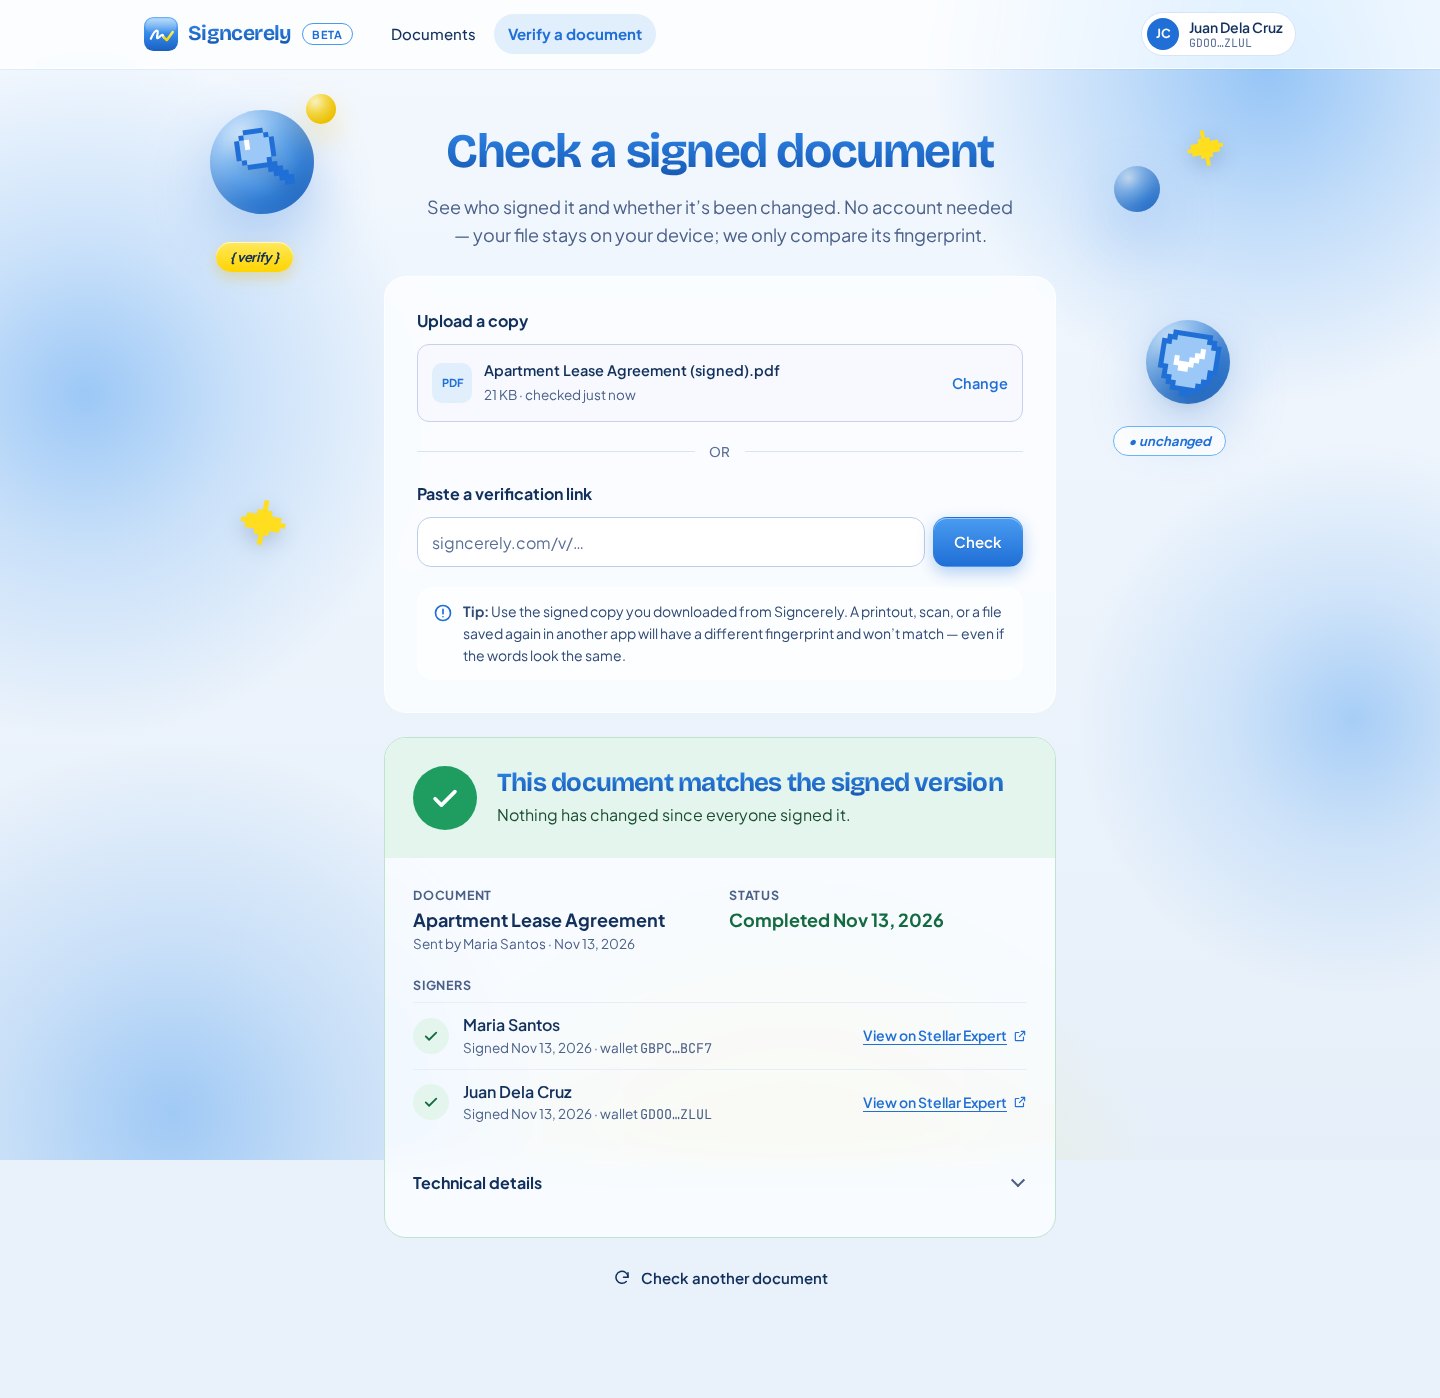 Signcerely
BETA
Documents
Verify a document
JC
Juan Dela Cruz
GDOO…ZLUL
Check a signed document
See who signed it and whether it’s been changed. No account needed
— your file stays on your device; we only compare its fingerprint.
{ verify }
Upload a copy
PDF
Apartment Lease Agreement (signed).pdf
21 KB · checked just now
Change
● unchanged
OR
Paste a verification link
signcerely.com/v/…
Check
Tip: Use the signed copy you downloaded from Signcerely. A printout, scan, or a file
saved again in another app will have a different fingerprint and won’t match — even if
the words look the same.
This document matches the signed version
Nothing has changed since everyone signed it.
DOCUMENT
Apartment Lease Agreement
Sent by Maria Santos · Nov 13, 2026
STATUS
Completed Nov 13, 2026
SIGNERS
Maria Santos
Signed Nov 13, 2026 · wallet GBPC…BCF7
View on Stellar Expert
Juan Dela Cruz
Signed Nov 13, 2026 · wallet GDOO…ZLUL
View on Stellar Expert
Technical details
Check another document